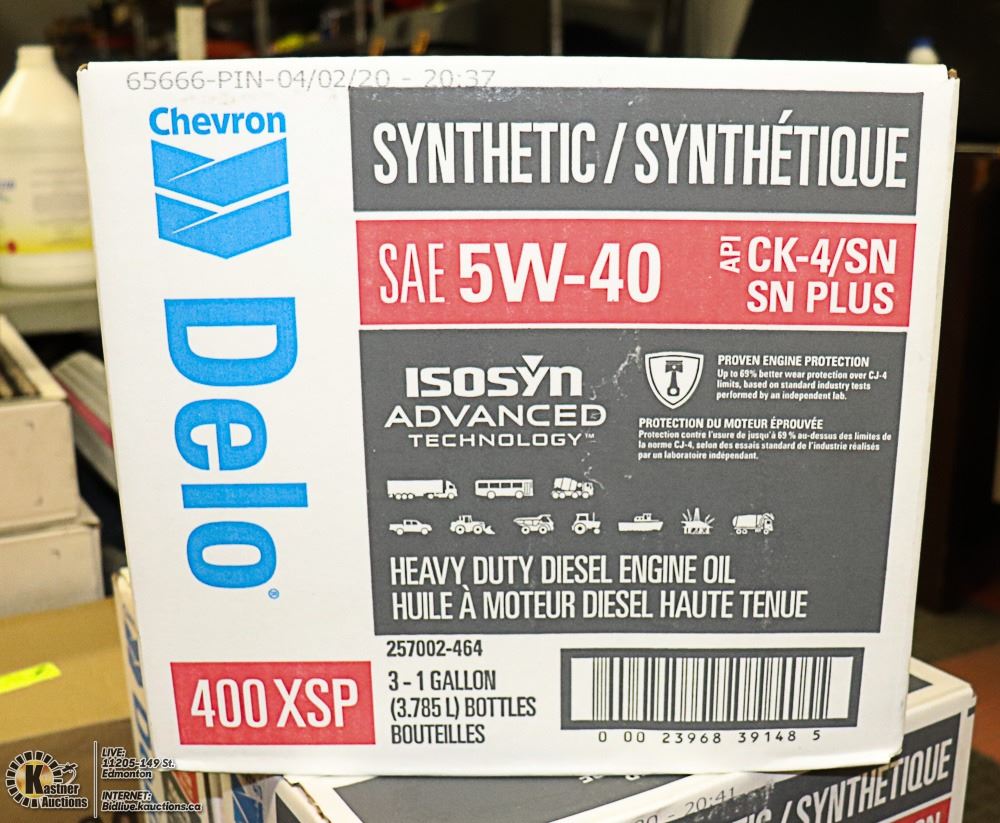 65666-PIN-04/02/20 - 20:37
Chevron
Delo
400 XSP
SYNTHETIC / SYNTHÉTIQUE
SAE 5W-40
API CK-4/SN
SN PLUS
ISOSYN
ADVANCED
TECHNOLOGY™
PROVEN ENGINE PROTECTION
Up to 69% better wear protection over CJ-4
limits, based on standard industry tests
performed by an independent lab.
PROTECTION DU MOTEUR ÉPROUVÉE
Protection contre l'usure de jusqu'à 69 % au-dessus des limites de
la norme CJ-4, selon des essais standard de l'industrie réalisés
par un laboratoire indépendant.
HEAVY DUTY DIESEL ENGINE OIL
HUILE À MOTEUR DIESEL HAUTE TENUE
257002-464
3 - 1 GALLON
(3.785 L) BOTTLES
BOUTEILLES
0 00 23968 39148 5
20:41
/ SYNTHÉTIQUE
Kastner
Auctions
LIVE:
11205-149 St.
Edmonton
INTERNET:
Bidlive.kauctions.ca